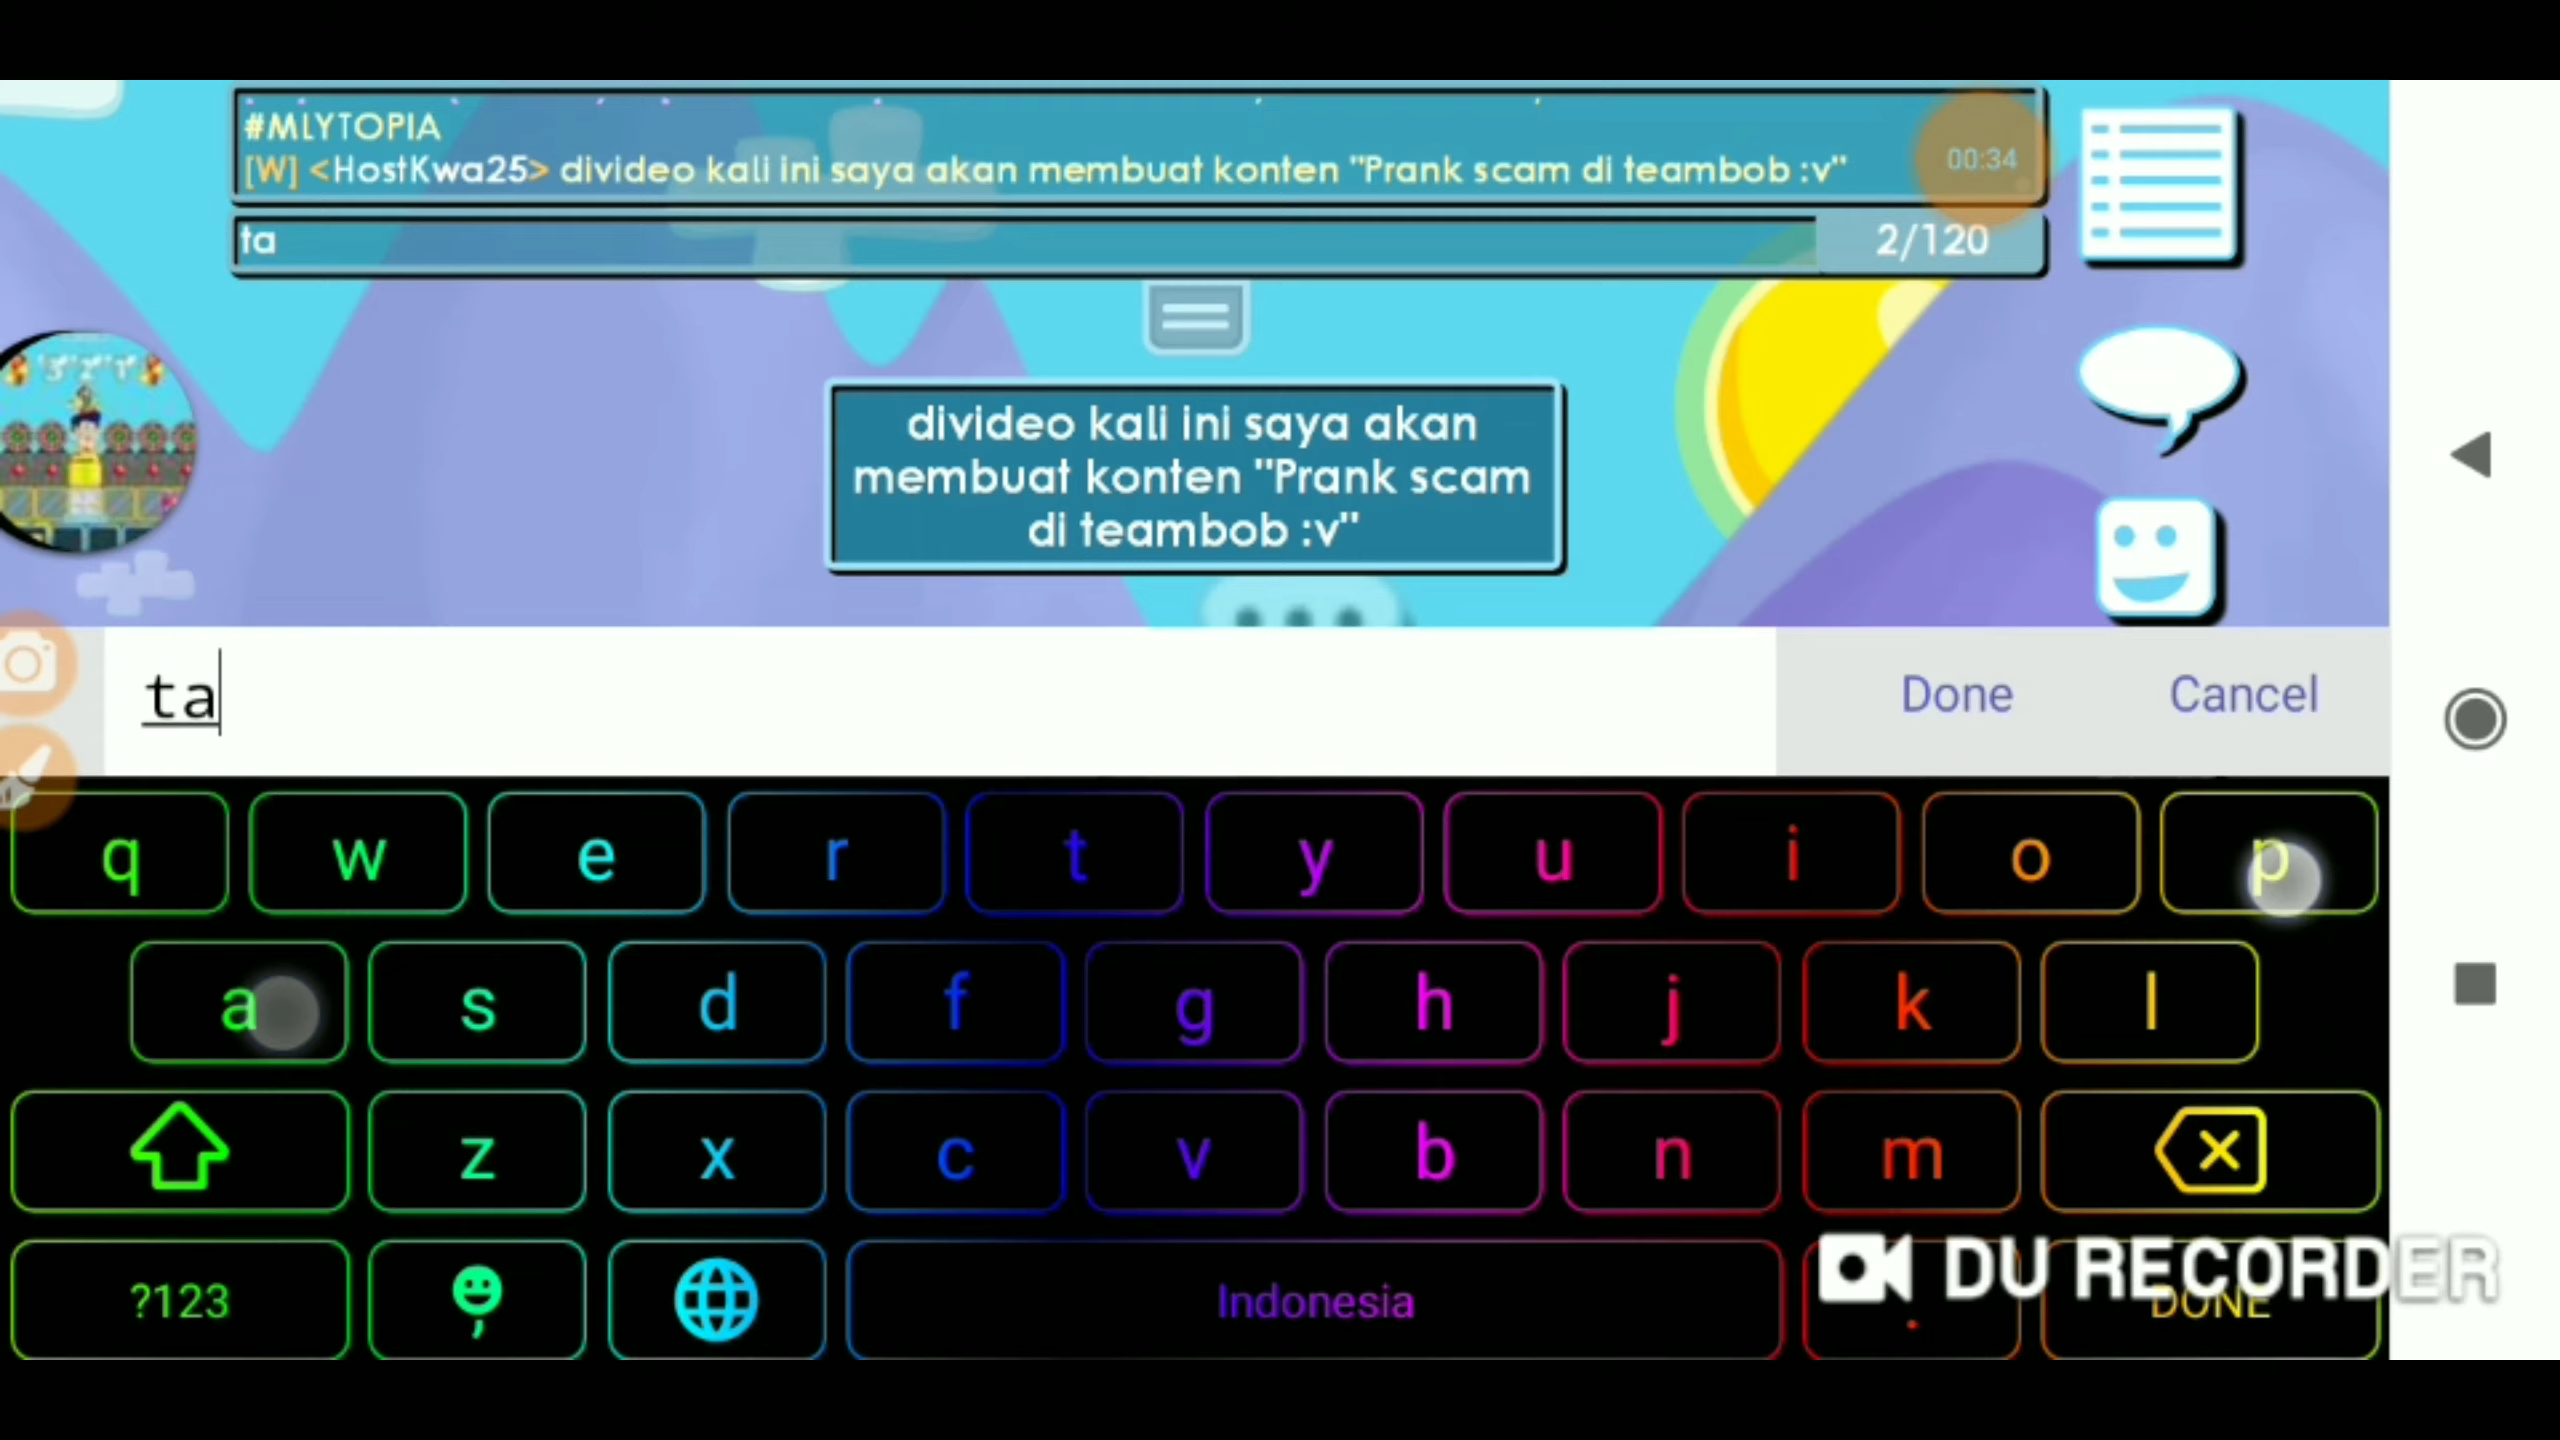 #MLYTOPIA
[W] <HostKwa25> divideo kali ini saya akan membuat konten "Prank scam di teambob :v"
00:34
ta
2/120
divideo kali ini saya akan
membuat konten "Prank scam
di teambob :v"
ta
Done
Cancel
q w e r t y u i o p
a s d f g h j k l
z x c v b n m
?123 , Indonesia . DONE
DU RECORDER